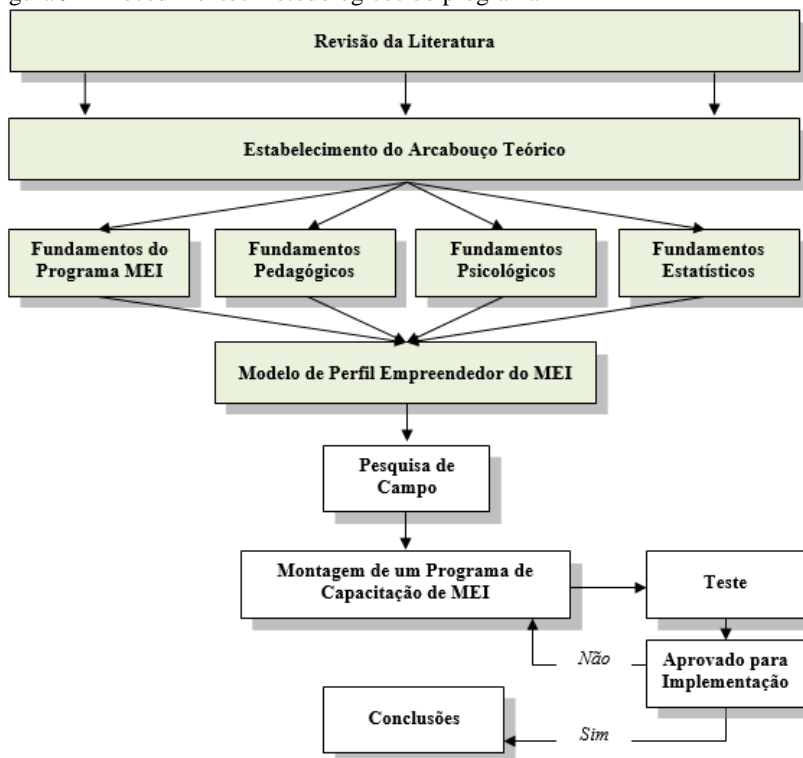 Revisão da Literatura
Estabelecimento do Arcabouço Teórico
Fundamentos do
Programa MEI
Fundamentos
Pedagógicos
Fundamentos
Psicológicos
Fundamentos
Estatísticos
Modelo de Perfil Empreendedor do MEI
Pesquisa de
Campo
Montagem de um Programa de
Capacitação de MEI
Teste
Não
Aprovado para
Implementação
Conclusões
Sim